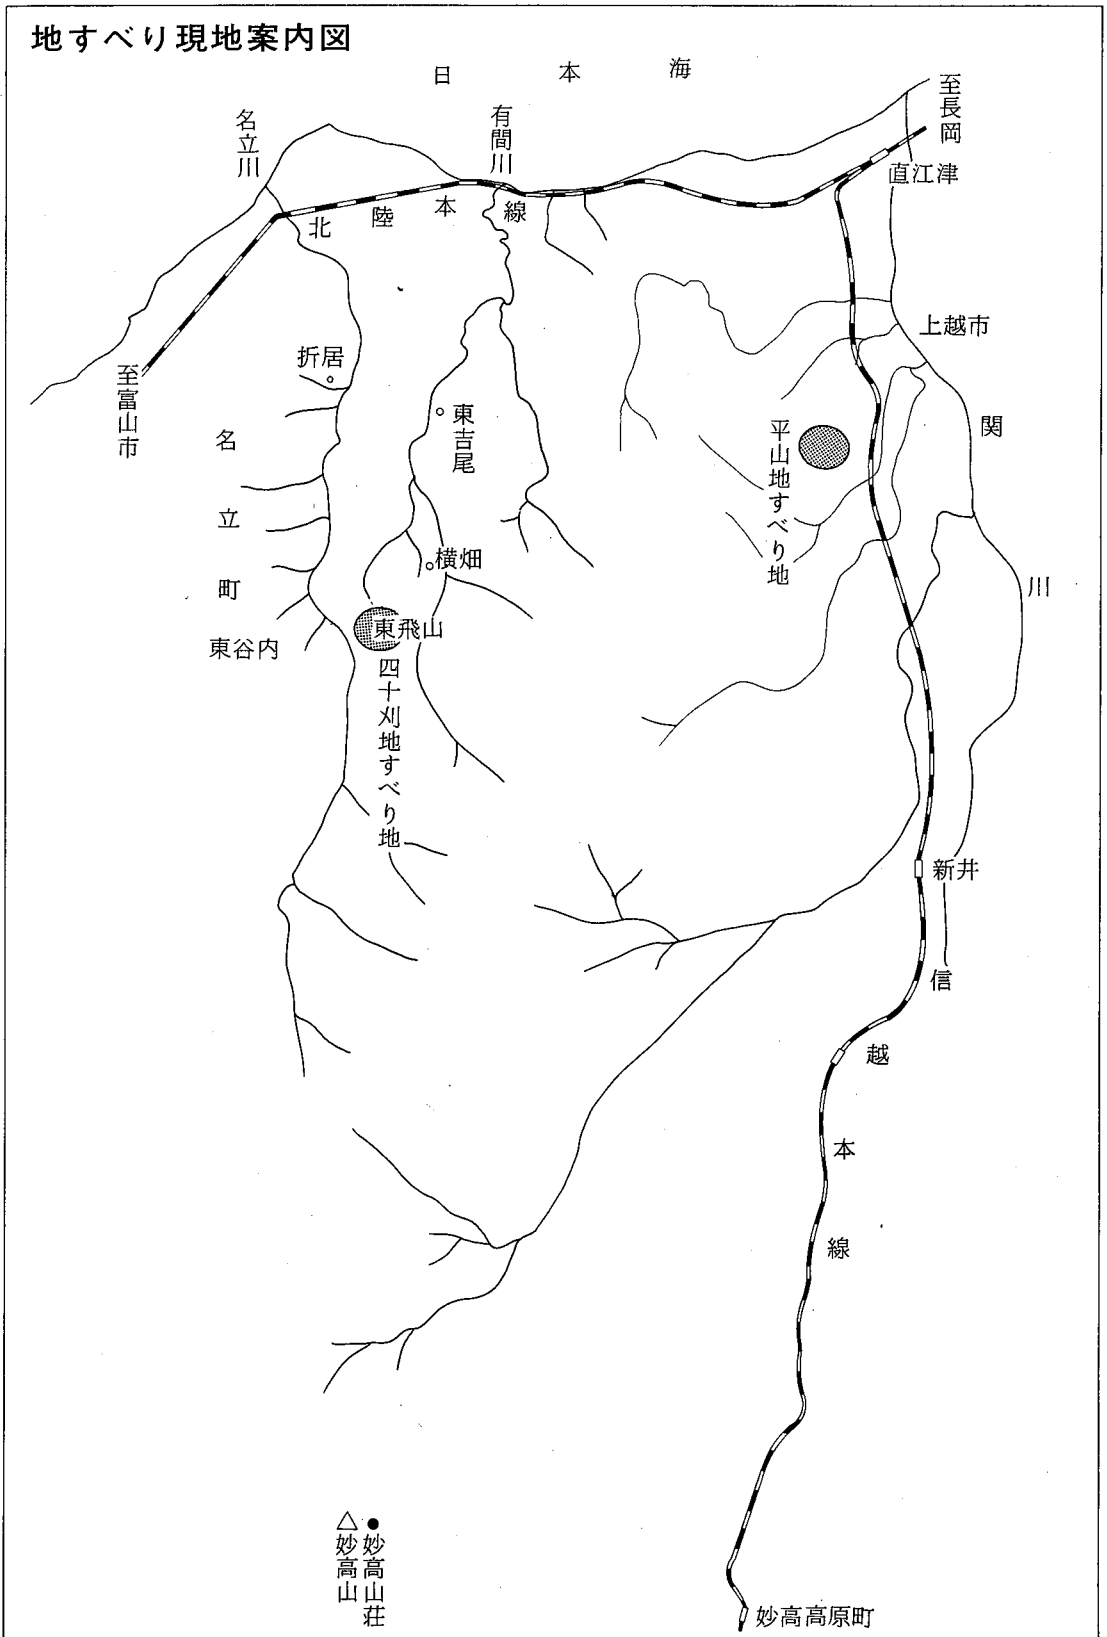 地すべり現地案内図
日本海
至長岡
名立川
有間川
直江津
北陸本線
上越市
折居
至富山市
東吉尾
関川
名立町
平山地すべり地
横畑
東飛山
東谷内
四十刈地すべり地
新井
信越本線
妙高山荘
妙高山
妙高高原町